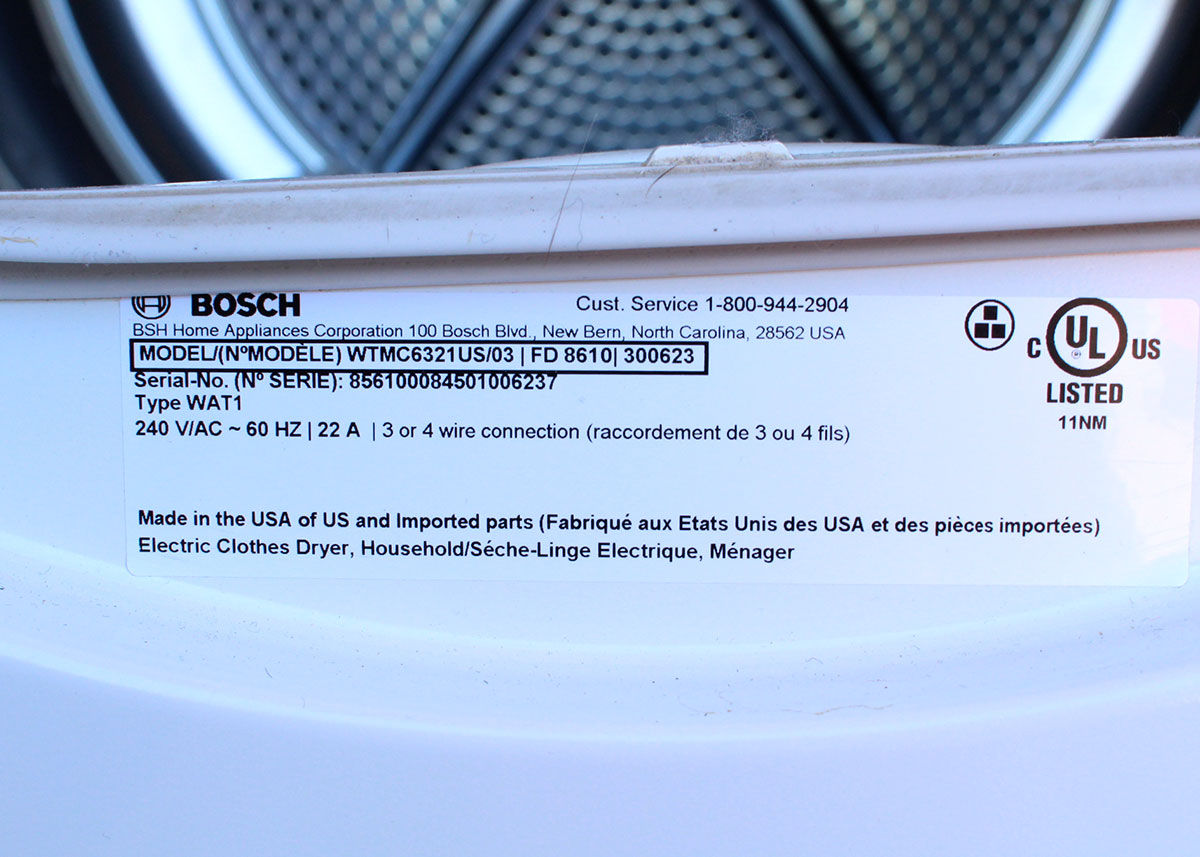 BOSCH
Cust. Service 1-800-944-2904
BSH Home Appliances Corporation 100 Bosch Blvd., New Bern, North Carolina, 28562 USA
MODEL/(NºMODÈLE) WTMC6321US/03 | FD 8610| 300623
Serial-No. (Nº SERIE): 856100084501006237
Type WAT1
240 V/AC ~ 60 HZ | 22 A | 3 or 4 wire connection (raccordement de 3 ou 4 fils)
C UL US
LISTED
11NM
Made in the USA of US and Imported parts (Fabriqué aux Etats Unis des USA et des pièces importées)
Electric Clothes Dryer, Household/Séche-Linge Electrique, Ménager